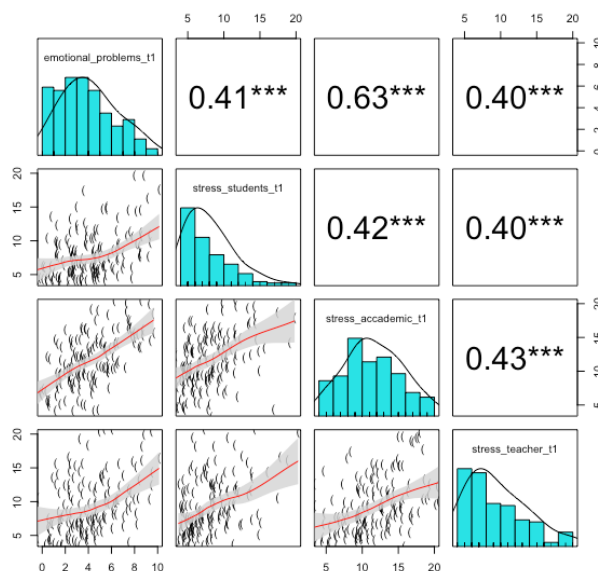 5 10 15 20
5 10 15 20
emotional_problems_t1
0.41***
0.63***
0.40***
0 2 4 6 8 10
5 10 15 20
stress_students_t1
0.42***
0.40***
stress_accademic_t1
0.43***
5 10 15 20
5 10 15 20
stress_teacher_t1
0 2 4 6 8 10
5 10 15 20